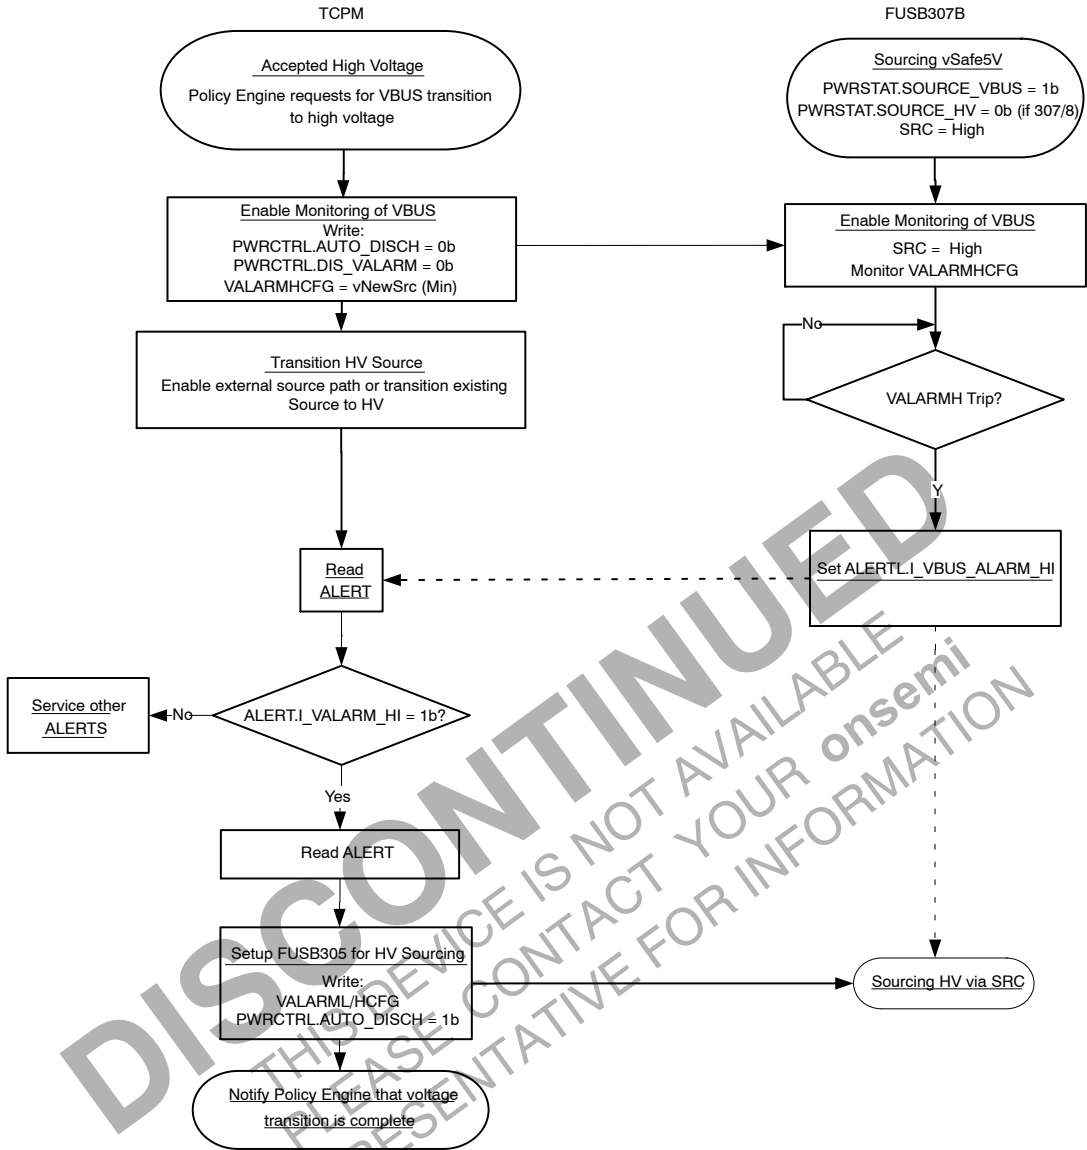 TCPM
FUSB307B
Accepted High Voltage
Policy Engine requests for VBUS transition
to high voltage
Sourcing vSafe5V
PWRSTAT.SOURCE_VBUS = 1b
PWRSTAT.SOURCE_HV = 0b (if 307/8)
SRC = High
Enable Monitoring of VBUS
Write:
PWRCTRL.AUTO_DISCH = 0b
PWRCTRL.DIS_VALARM = 0b
VALARMHCFG = vNewSrc (Min)
Enable Monitoring of VBUS
SRC = High
Monitor VALARMHCFG
No
VALARMH Trip?
Y
Transition HV Source
Enable external source path or transition existing
Source to HV
Read
ALERT
Set ALERTL.I_VBUS_ALARM_HI
Service other
ALERTS
No
ALERT.I_VALARM_HI = 1b?
Yes
Read ALERT
Setup FUSB305 for HV Sourcing
Write:
VALARML/HCFG
PWRCTRL.AUTO_DISCH = 1b
Sourcing HV via SRC
Notify Policy Engine that voltage
transition is complete
DISCONTINUED
THIS DEVICE IS NOT AVAILABLE
PLEASE CONTACT YOUR onsemi
RESENTATIVE FOR INFORMATION